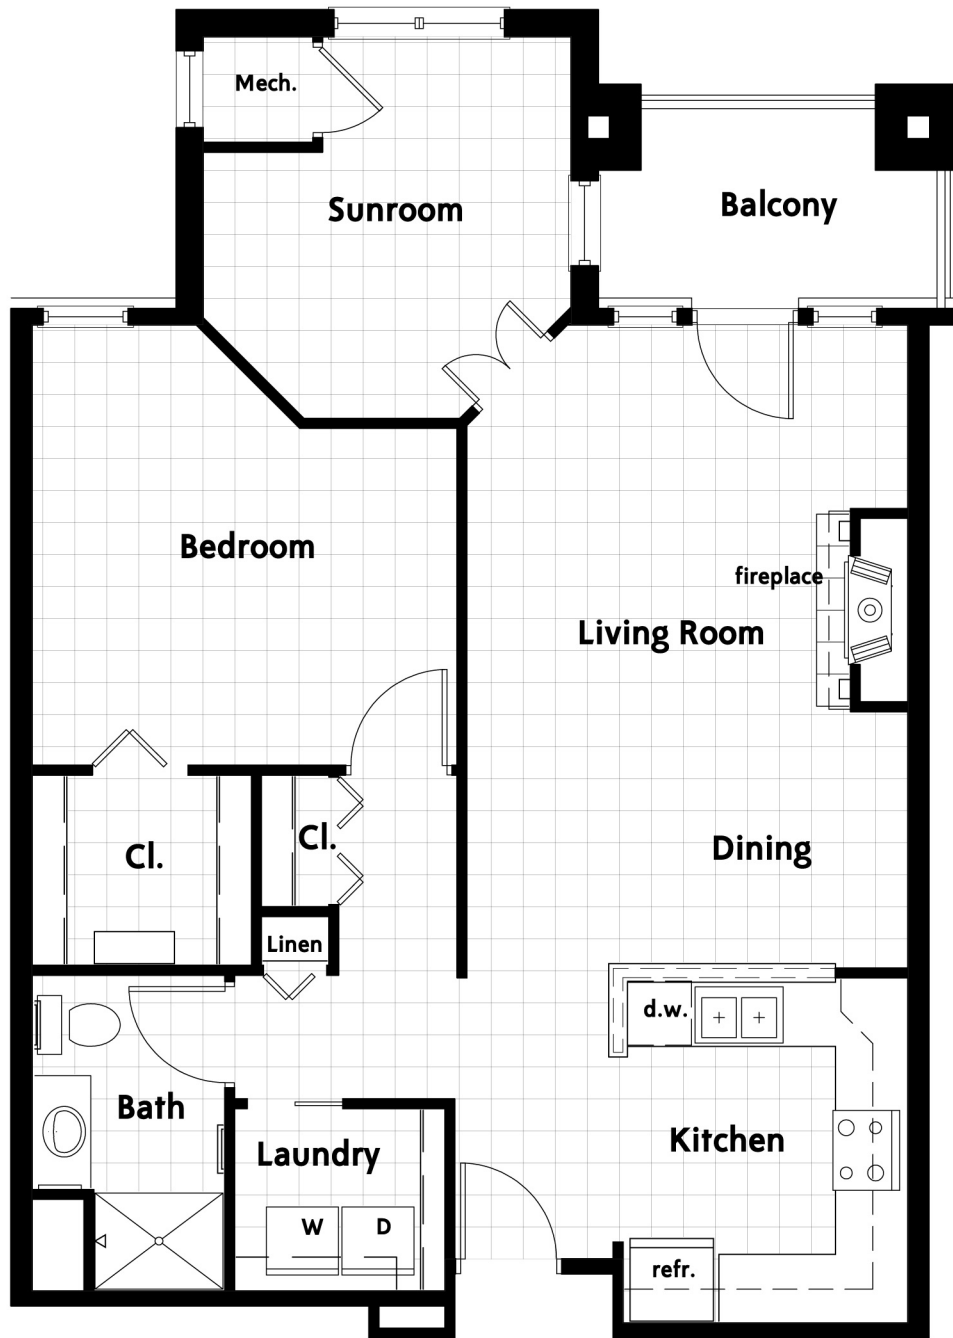 Mech.
Sunroom
Balcony
Bedroom
fireplace
Living Room
Cl.
Cl.
Dining
Linen
d.w.
Bath
Laundry
Kitchen
W
D
refr.